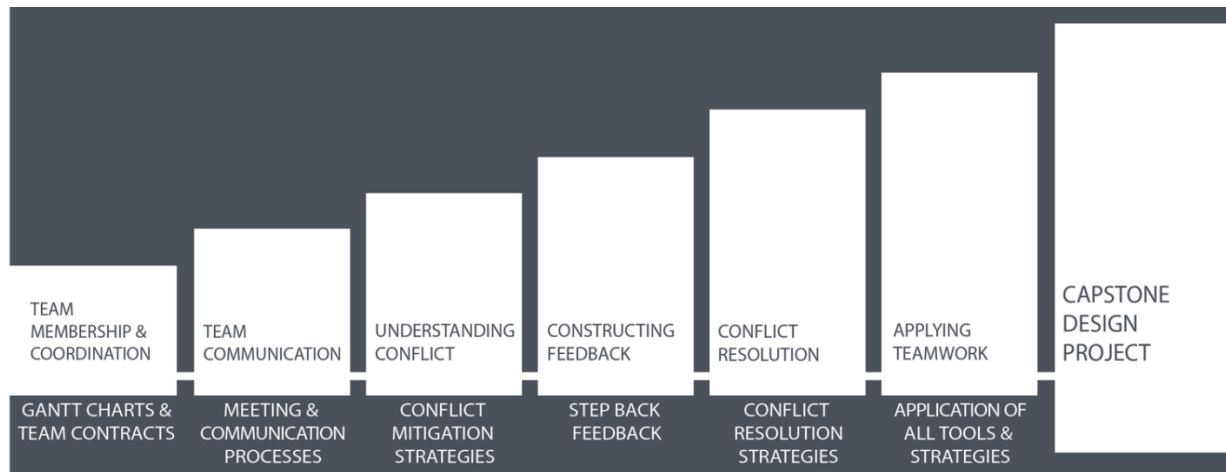 TEAM
MEMBERSHIP &
COORDINATION
TEAM
COMMUNICATION
UNDERSTANDING
CONFLICT
CONSTRUCTING
FEEDBACK
CONFLICT
RESOLUTION
APPLYING
TEAMWORK
CAPSTONE
DESIGN
PROJECT
GANTT CHARTS &
TEAM CONTRACTS
MEETING &
COMMUNICATION
PROCESSES
CONFLICT
MITIGATION
STRATEGIES
STEP BACK
FEEDBACK
CONFLICT
RESOLUTION
STRATEGIES
APPLICATION OF
ALL TOOLS &
STRATEGIES